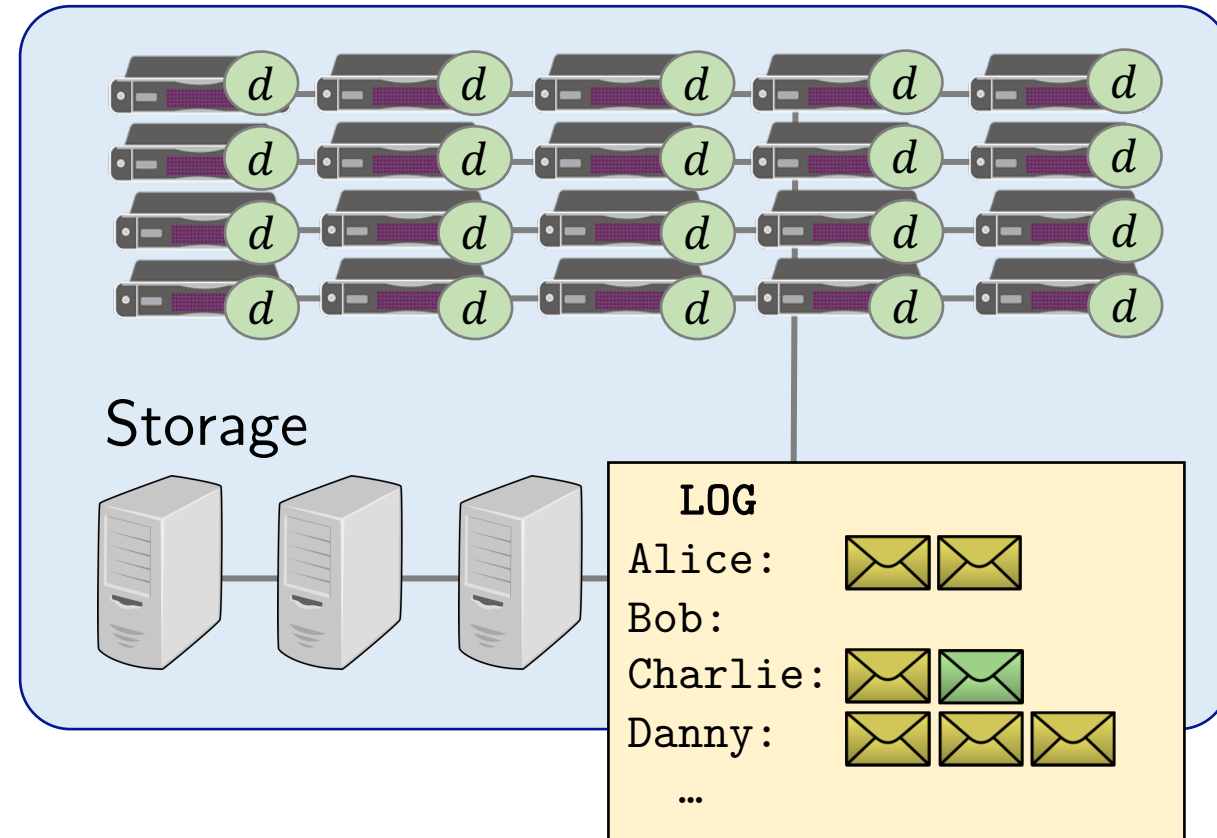 d d d d d
d d d d d
d d d d d
d d d d d
Storage
LOG
Alice:
Bob:
Charlie:
Danny:
…